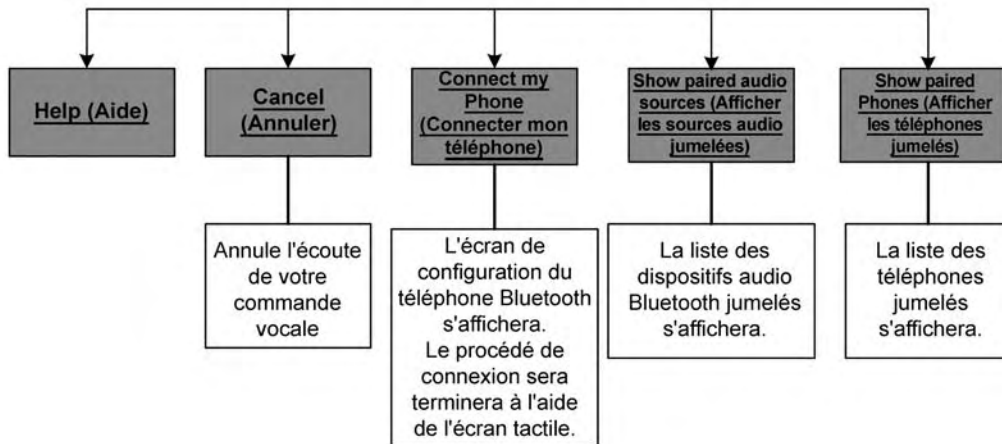 Help (Aide)
Cancel
(Annuler)
Connect my
Phone
(Connecter mon
téléphone)
Show paired audio
sources (Afficher
les sources audio
jumelées)
Show paired
Phones (Afficher
les téléphones
jumelés)
Annule l'écoute
de votre
commande
vocale
L'écran de
configuration du
téléphone Bluetooth
s'affichera.
Le procédé de
connexion sera
terminera à l'aide
de l'écran tactile.
La liste des
dispositifs audio
Bluetooth jumelés
s'affichera.
La liste des
téléphones
jumelés
s'affichera.